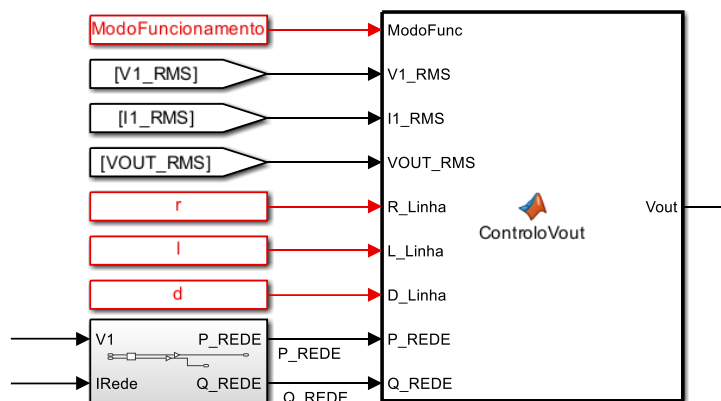 ModoFuncionamento
ModoFunc
[V1_RMS]
V1_RMS
[I1_RMS]
I1_RMS
[VOUT_RMS]
VOUT_RMS
r
R_Linha
Vout
ControloVout
l
L_Linha
d
D_Linha
V1
P_REDE
P_REDE
P_REDE
IRede
Q_REDE
Q_REDE
Q_REDE